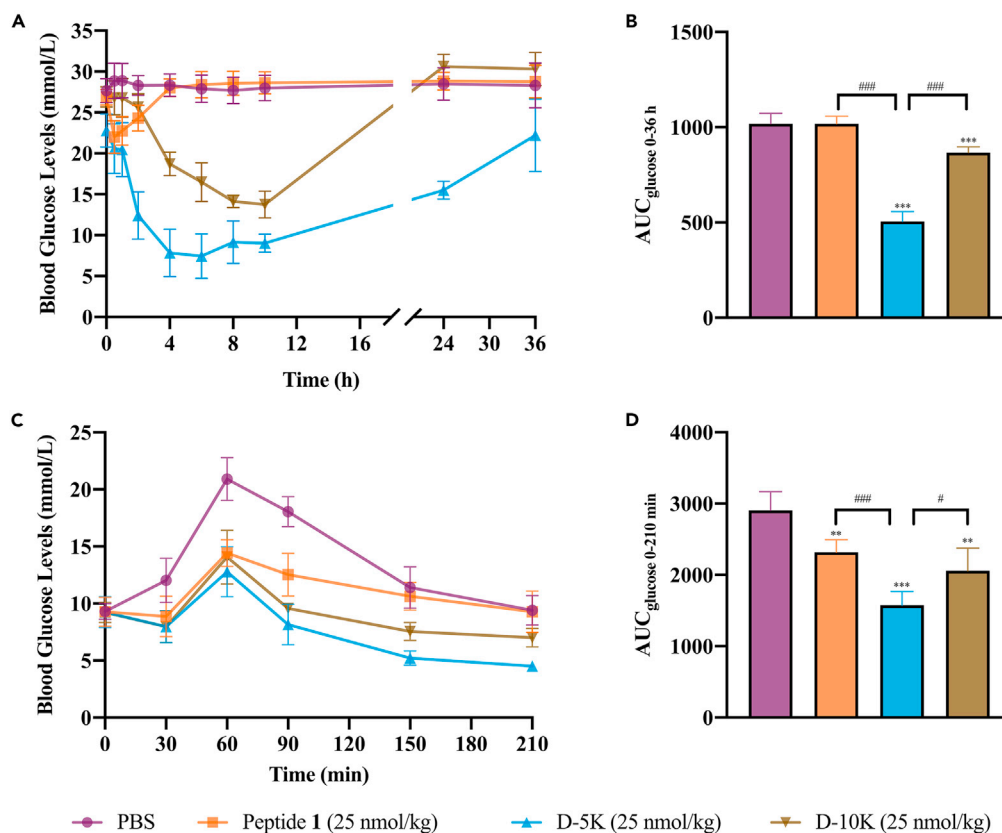 A
Blood Glucose Levels (mmol/L)
35
30
25
20
15
10
5
0
0 4 8 12 16 24 30 36
Time (h)
B
AUCglucose 0-36 h
1500
1000
500
0
### ###
***
***
C
Blood Glucose Levels (mmol/L)
25
20
15
10
5
0
0 30 60 90 120 150 180 210
Time (min)
D
AUCglucose 0-210 min
4000
3000
2000
1000
0
### #
**
***
**
PBS Peptide 1 (25 nmol/kg) D-5K (25 nmol/kg) D-10K (25 nmol/kg)